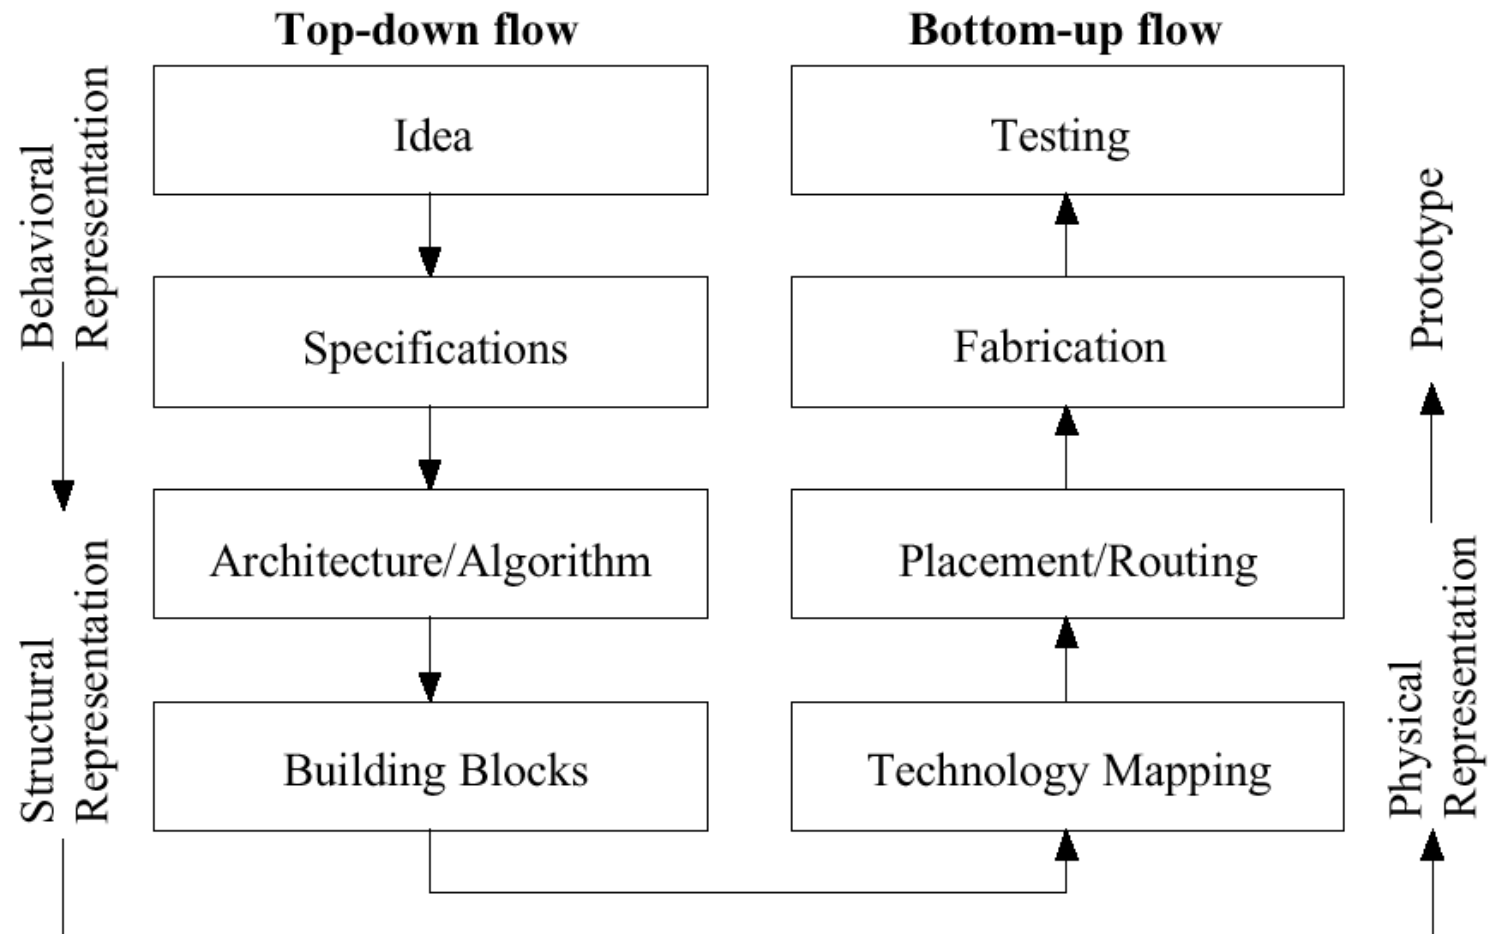 Top-down flow
Bottom-up flow
Behavioral
Representation
Idea
Testing
Prototype
Specifications
Fabrication
Structural
Representation
Architecture/Algorithm
Placement/Routing
Physical
Representation
Building Blocks
Technology Mapping